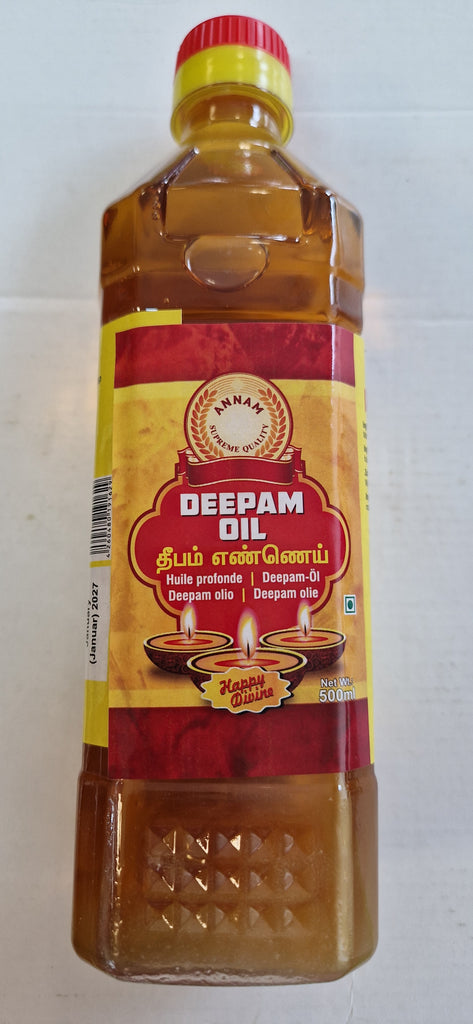 ANNAM
SUPREME QUALITY
DEEPAM
OIL
தீபம் எண்ணெய்
Huile profonde | Deepam-Öl
Deepam olio | Deepam olie
Happy
Divine
Net Wt.:
500ml
(Januar) 2027